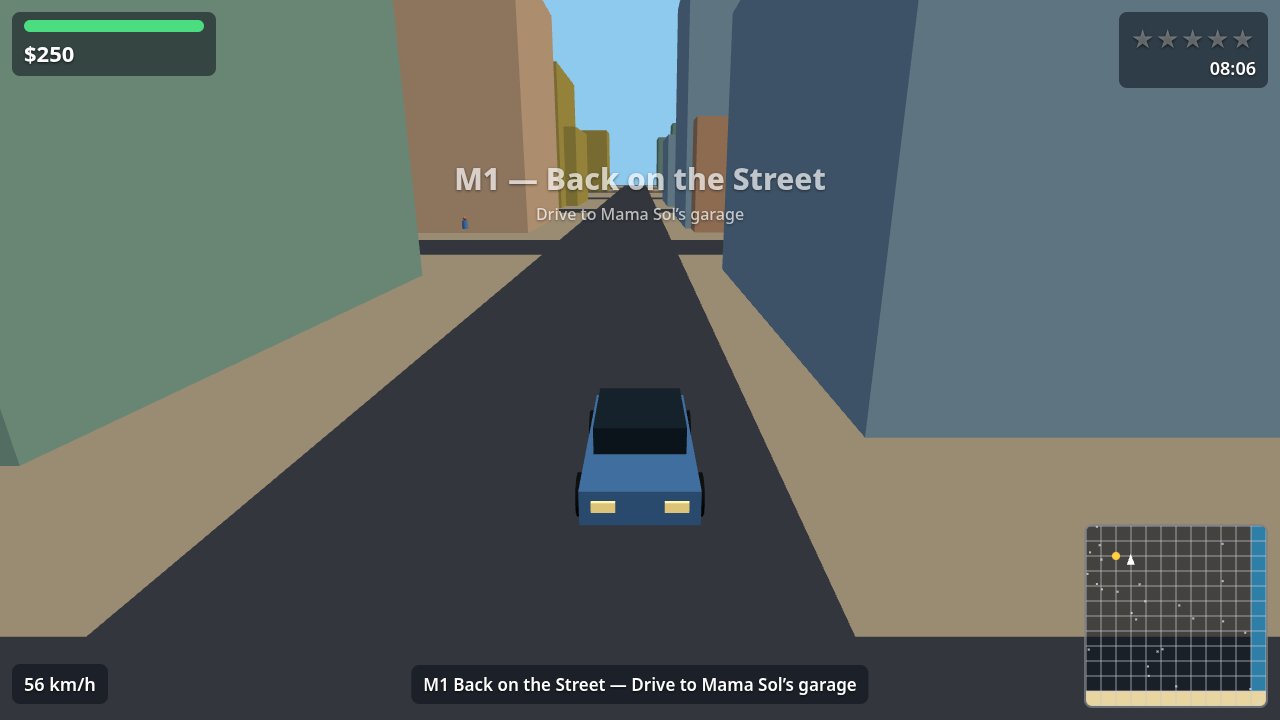 $250
★★★★★
08:06
M1 — Back on the Street
Drive to Mama Sol’s garage
56 km/h
M1 Back on the Street — Drive to Mama Sol’s garage